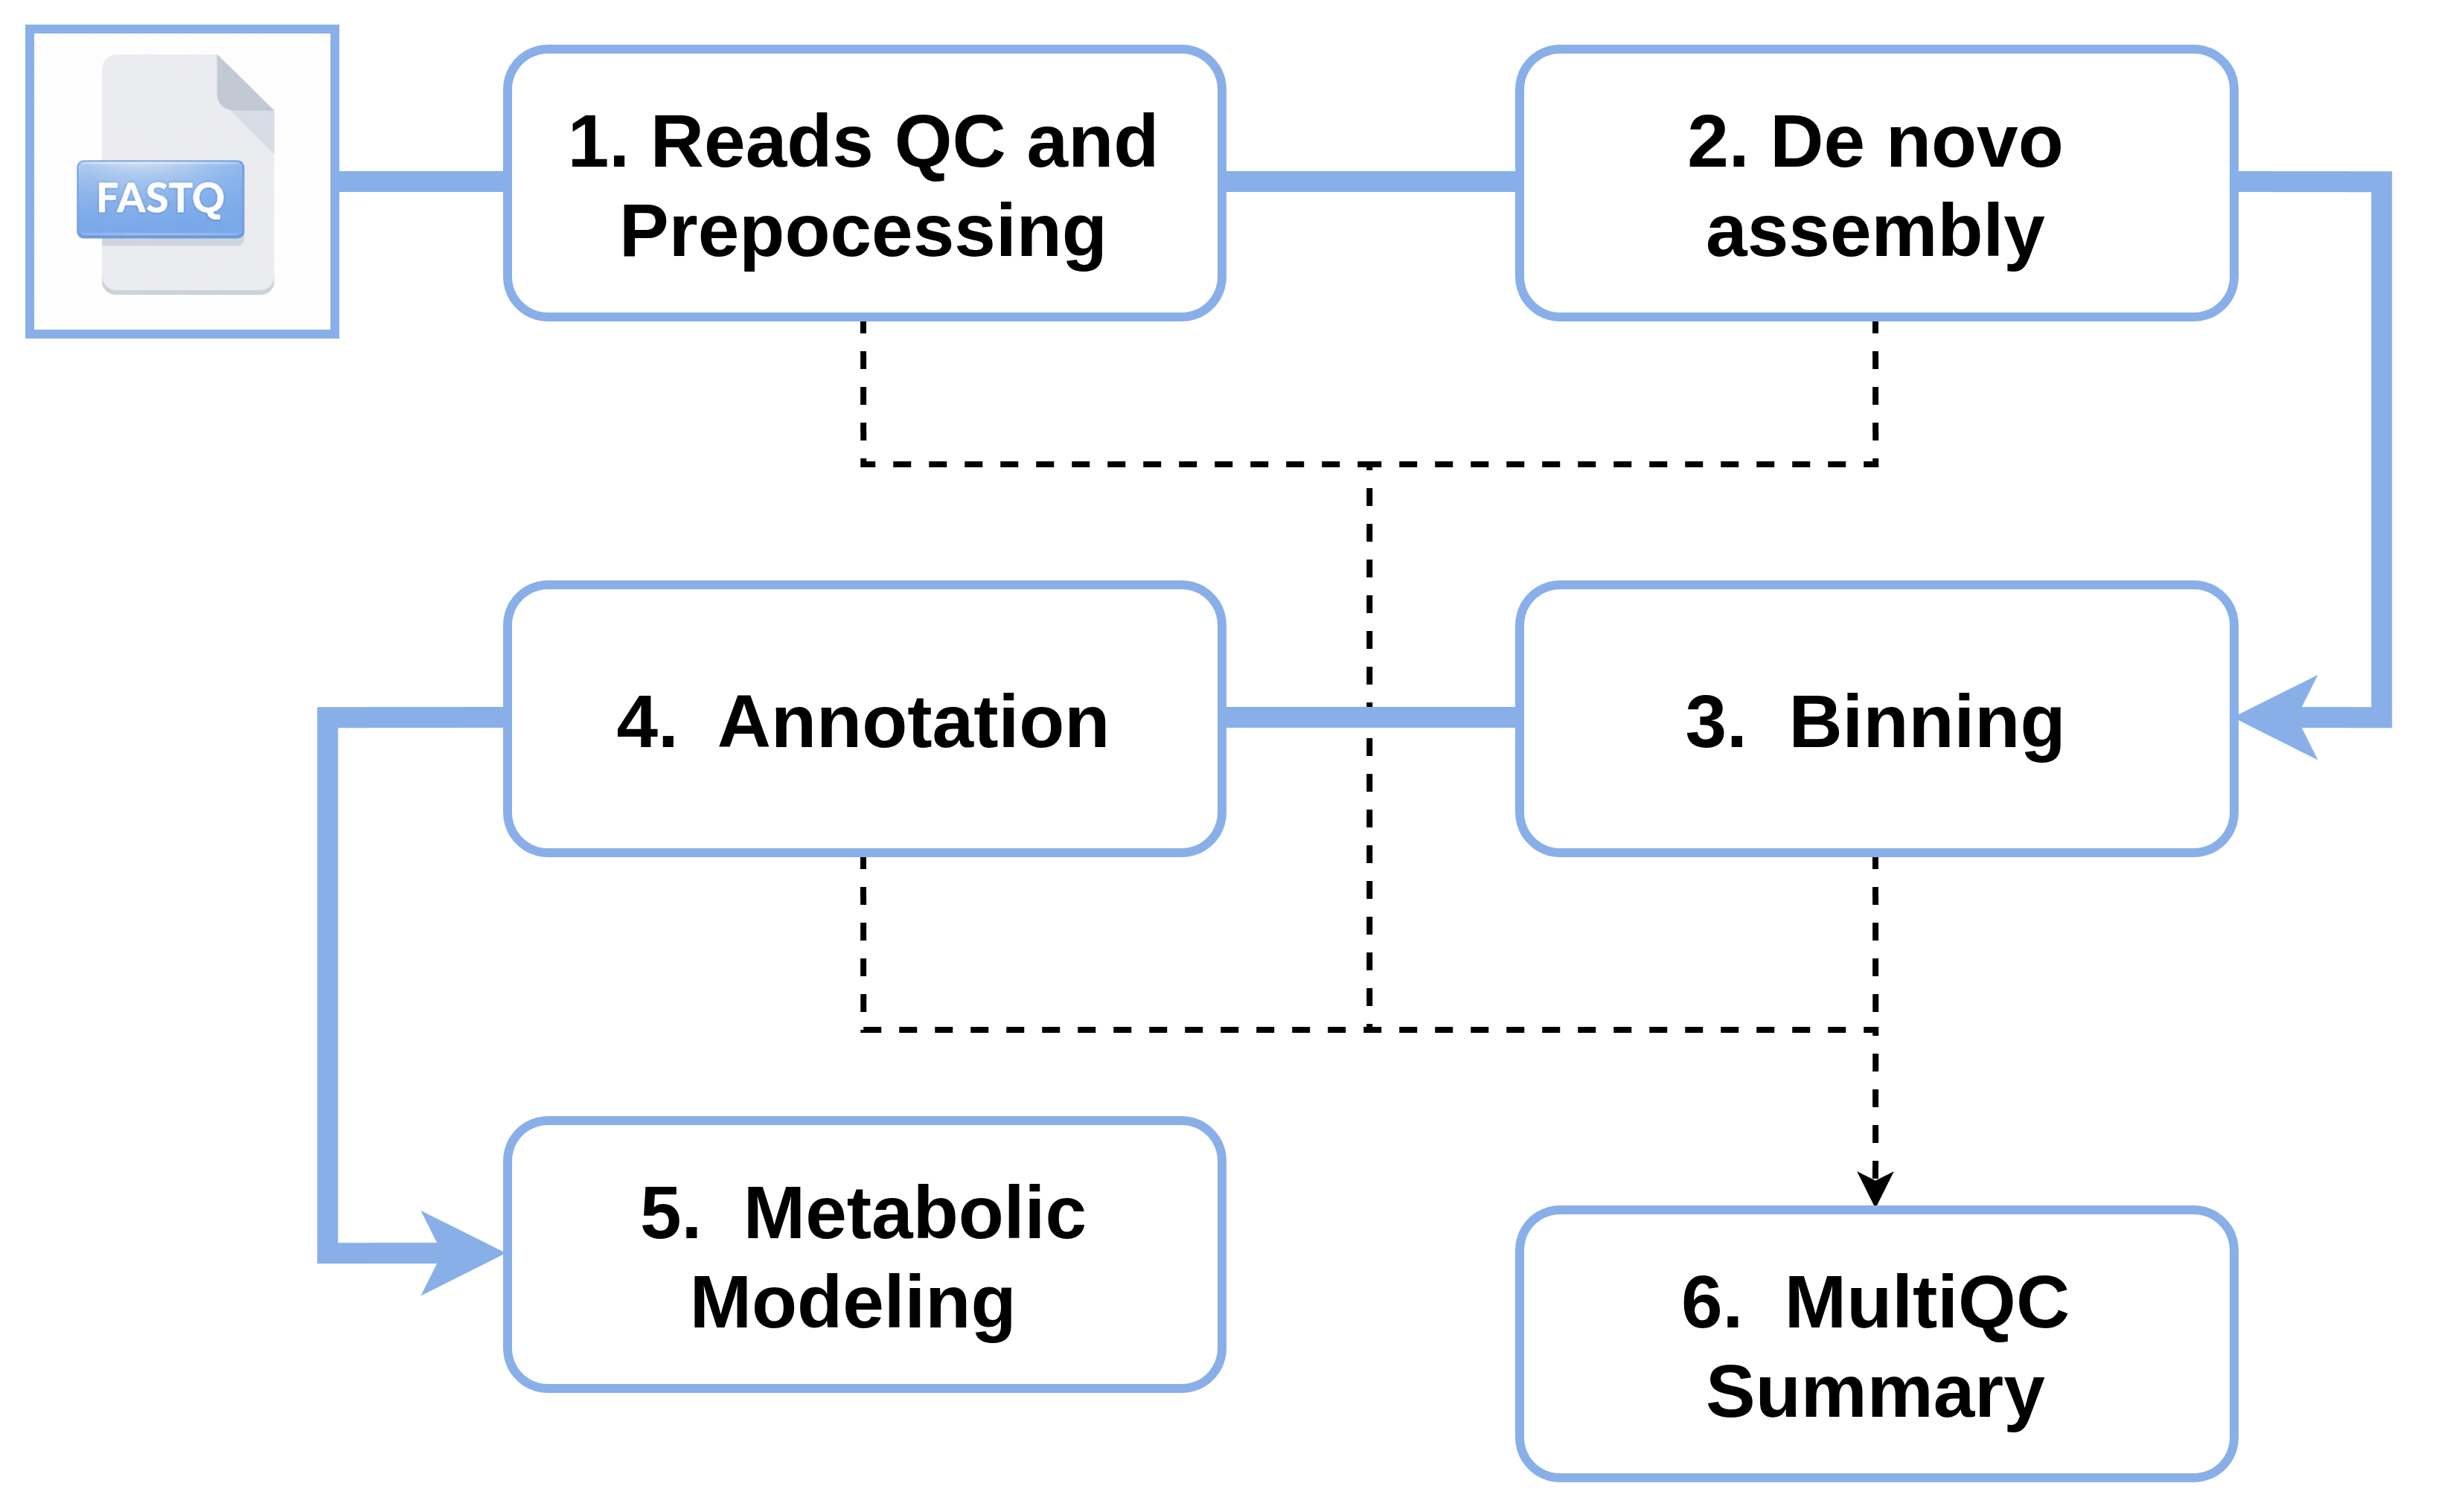 FASTQ
1. Reads QC and
Prepocessing
2. De novo
assembly
3. Binning
4. Annotation
5. Metabolic
Modeling
6. MultiQC
Summary